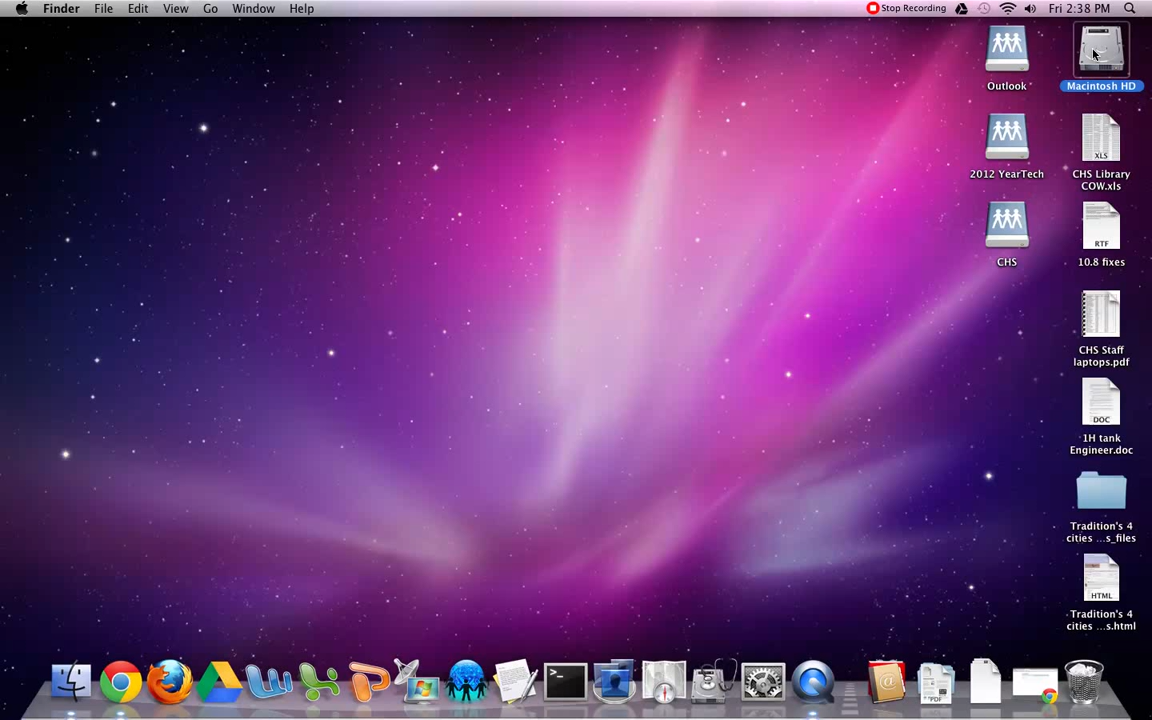 Finder File Edit View Go Window Help Stop Recording Fri 2:38 PM
Outlook
Macintosh HD
2012 YearTech
XLS
CHS Library
COW.xls
CHS
RTF
10.8 fixes
CHS Staff
laptops.pdf
DOC
1H tank
Engineer.doc
Tradition's 4
cities ...s_files
HTML
Tradition's 4
cities ...s.html
PDF